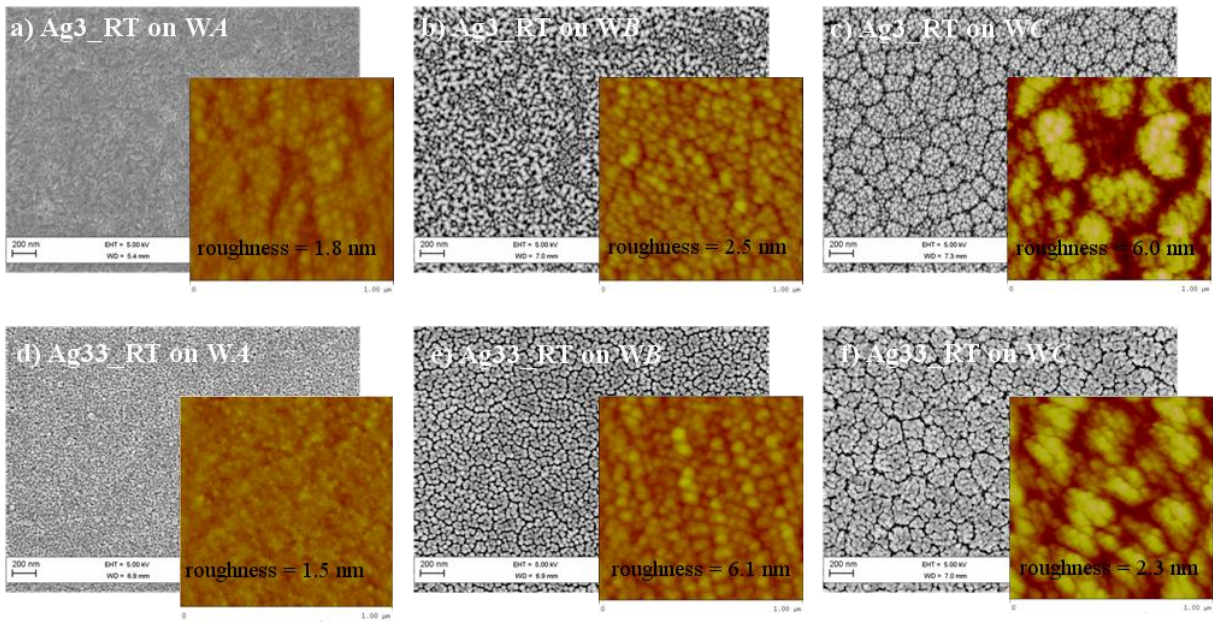 a) Ag3_RT on WA
200 nm
EHT = 5.00 kV
WD = 5.4 mm
roughness = 1.8 nm
0
1.00 µm
b) Ag3_RT on WB
200 nm
EHT = 5.00 kV
WD = 7.0 mm
roughness = 2.5 nm
0
1.00 µm
c) Ag3_RT on WC
200 nm
EHT = 5.00 kV
WD = 7.3 mm
roughness = 6.0 nm
0
1.00 µm
d) Ag33_RT on WA
200 nm
EHT = 5.00 kV
WD = 6.9 mm
roughness = 1.5 nm
0
1.00 µm
e) Ag33_RT on WB
200 nm
EHT = 5.00 kV
WD = 6.9 mm
roughness = 6.1 nm
0
1.00 µm
f) Ag33_RT on WC
200 nm
EHT = 5.00 kV
WD = 7.0 mm
roughness = 2.3 nm
0
1.00 µm